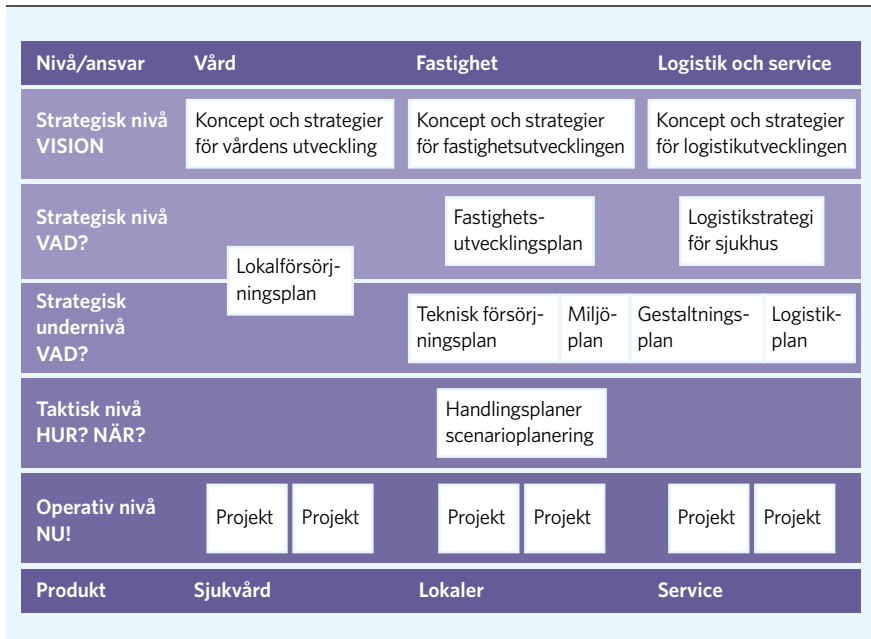 Nivå/ansvar Vård Fastighet Logistik och service
Strategisk nivå
VISION
Koncept och strategier
för vårdens utveckling
Koncept och strategier
för fastighetsutvecklingen
Koncept och strategier
för logistikutvecklingen
Strategisk nivå
VAD?
Lokalförsörj-
ningsplan
Fastighets-
utvecklingsplan
Logistikstrategi
för sjukhus
Strategisk
undernivå
VAD?
Teknisk försörj-
ningsplan
Miljö-
plan
Gestaltnings-
plan
Logistik-
plan
Taktisk nivå
HUR? NÄR?
Handlingsplaner
scenarioplanering
Operativ nivå
NU!
Projekt Projekt Projekt Projekt Projekt Projekt
Produkt Sjukvård Lokaler Service